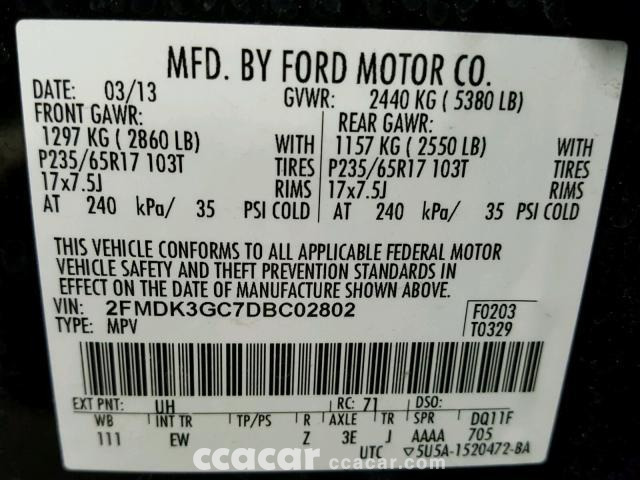 MFD. BY FORD MOTOR CO.
DATE: 03/13 GVWR: 2440 KG ( 5380 LB)
FRONT GAWR: REAR GAWR:
1297 KG ( 2860 LB) WITH 1157 KG ( 2550 LB) WITH
P235/65R17 103T TIRES P235/65R17 103T TIRES
17x7.5J RIMS 17x7.5J RIMS
AT 240 kPa/ 35 PSI COLD AT 240 kPa/ 35 PSI COLD
THIS VEHICLE CONFORMS TO ALL APPLICABLE FEDERAL MOTOR
VEHICLE SAFETY AND THEFT PREVENTION STANDARDS IN
EFFECT ON THE DATE OF MANUFACTURE SHOWN ABOVE.
VIN: 2FMDK3GC7DBC02802 F0203
TYPE: MPV T0329
EXT PNT: UH RC: 71 DSO:
WB INT TR TP/PS R AXLE TR SPR DQ11F
111 EW Z 3E J AAAA 705
UTC ▽5U5A-1520472-BA
ccacar ccacar.com